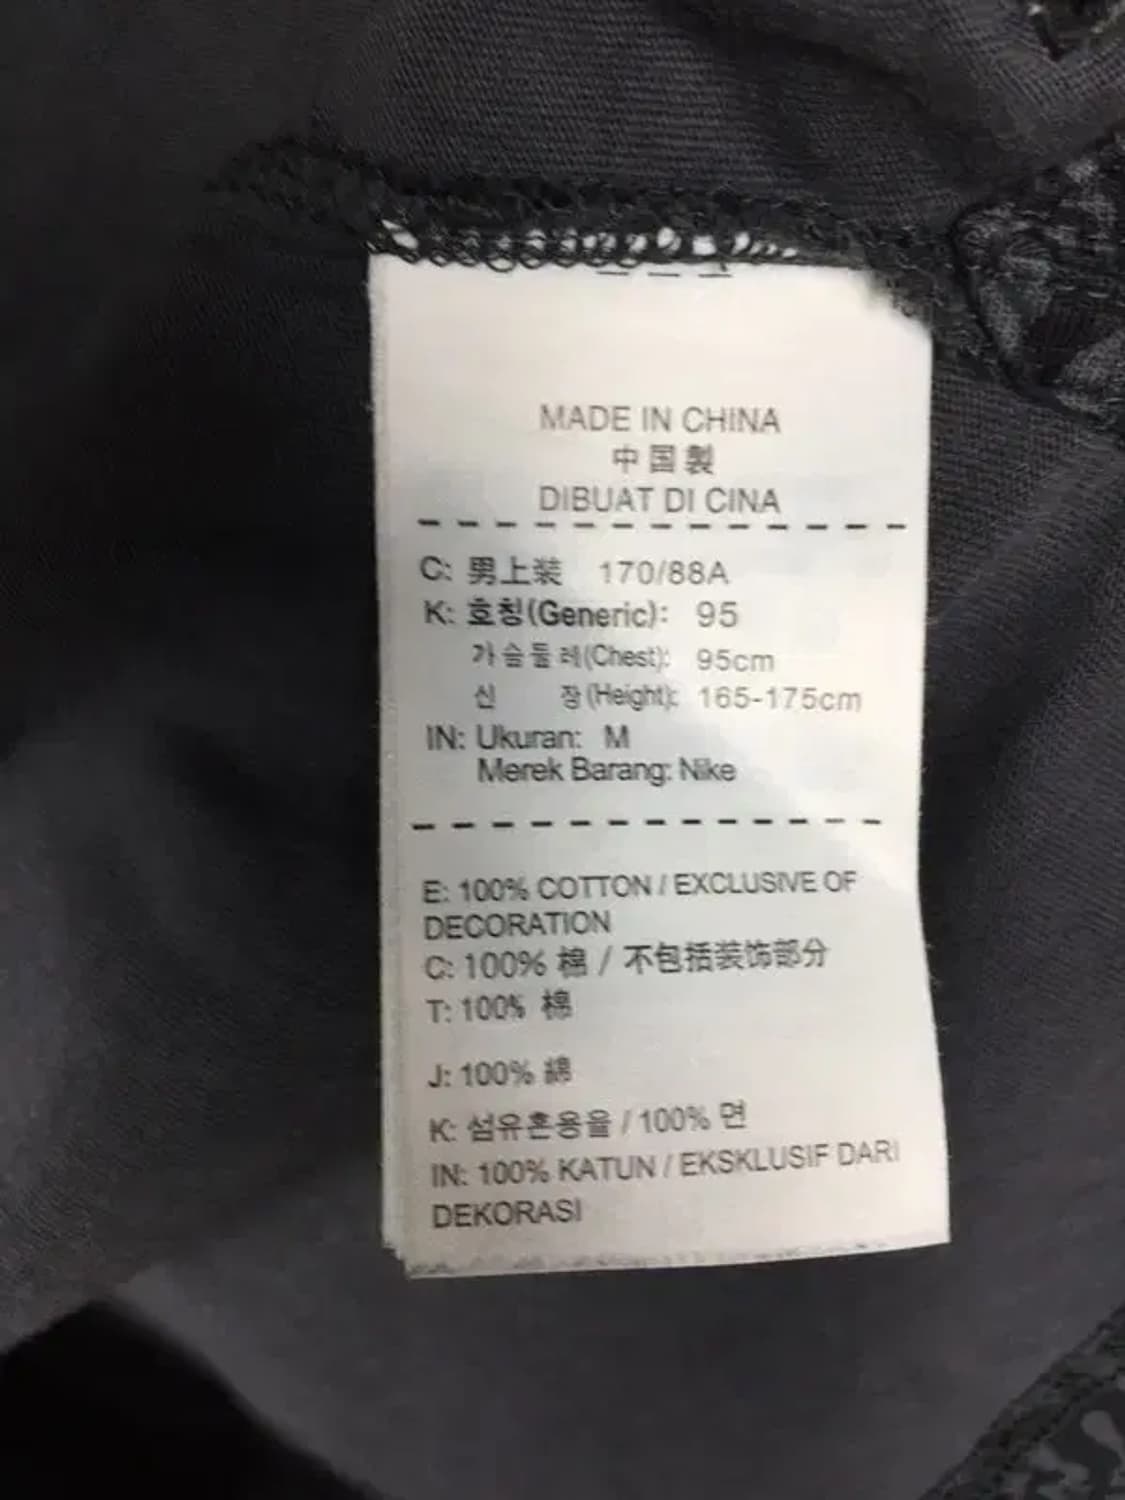 MADE IN CHINA
中国製
DIBUAT DI CINA
C: 男上装 170/88A
K: 호칭(Generic): 95
가슴둘레(Chest): 95cm
신 장(Height): 165-175cm
IN: Ukuran: M
Merek Barang: Nike
E: 100% COTTON / EXCLUSIVE OF
DECORATION
C: 100% 棉 / 不包括装饰部分
T: 100% 棉
J: 100% 綿
K: 섬유혼용율 / 100% 면
IN: 100% KATUN / EKSKLUSIF DARI
DEKORASI